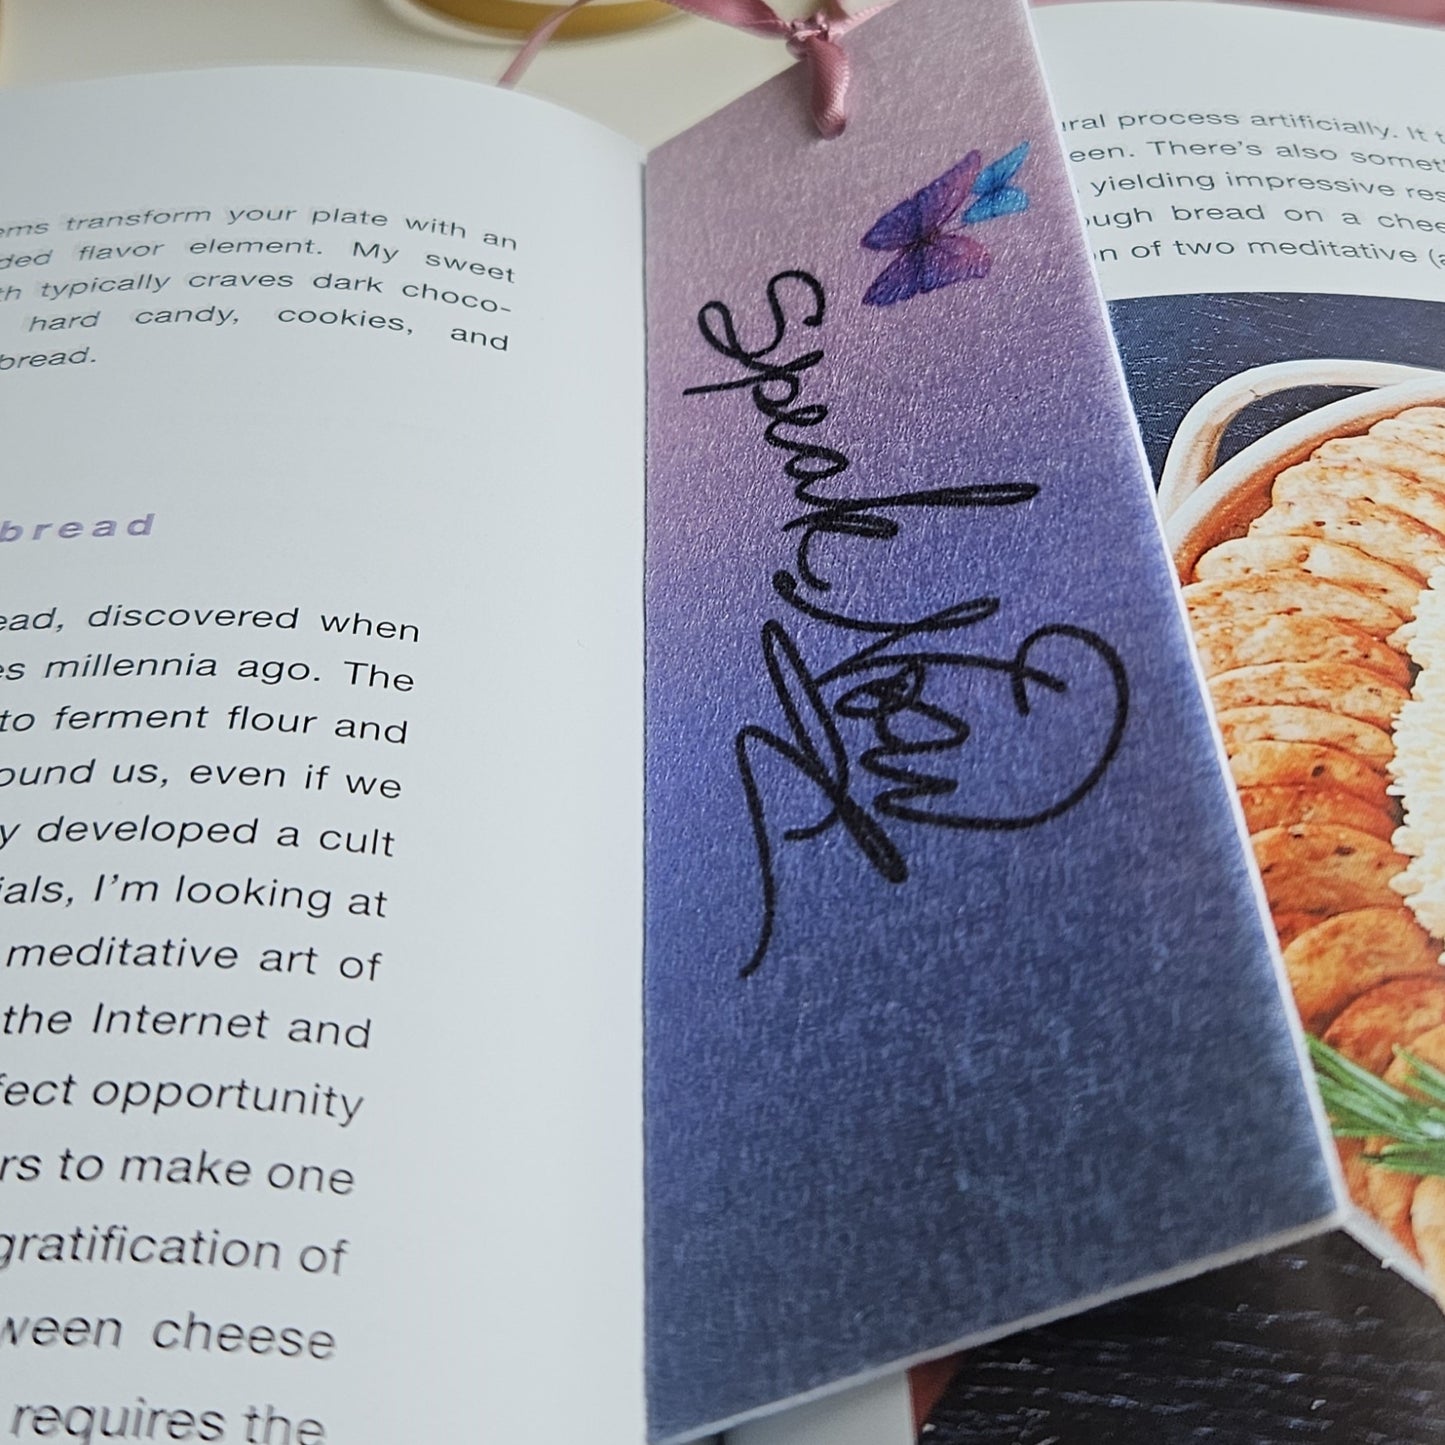 ems transform your plate with an
ded flavor element. My sweet
th typically craves dark choco-
hard candy, cookies, and
bread.
bread
ead, discovered when
es millennia ago. The
to ferment flour and
ound us, even if we
y developed a cult
ials, I'm looking at
meditative art of
the Internet and
fect opportunity
rs to make one
gratification of
ween cheese
requires the
Speak
ural process artificially. It t
een. There's also somet
yielding impressive res
ough bread on a chee
n of two meditative (a